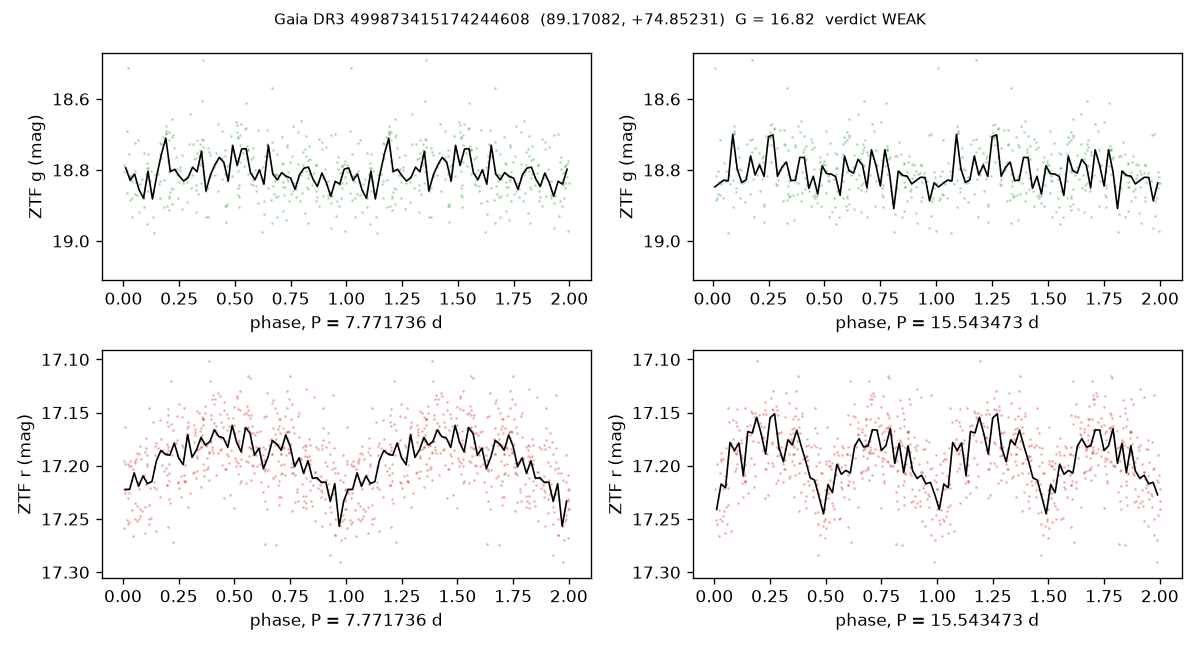 Gaia DR3 499873415174244608 (89.17082, +74.85231) G = 16.82 verdict WEAK
ZTF g (mag)
18.6
18.8
19.0
0.00 0.25 0.50 0.75 1.00 1.25 1.50 1.75 2.00
phase, P = 7.771736 d
ZTF g (mag)
18.6
18.8
19.0
0.00 0.25 0.50 0.75 1.00 1.25 1.50 1.75 2.00
phase, P = 15.543473 d
ZTF r (mag)
17.10
17.15
17.20
17.25
17.30
0.00 0.25 0.50 0.75 1.00 1.25 1.50 1.75 2.00
phase, P = 7.771736 d
ZTF r (mag)
17.10
17.15
17.20
17.25
17.30
0.00 0.25 0.50 0.75 1.00 1.25 1.50 1.75 2.00
phase, P = 15.543473 d